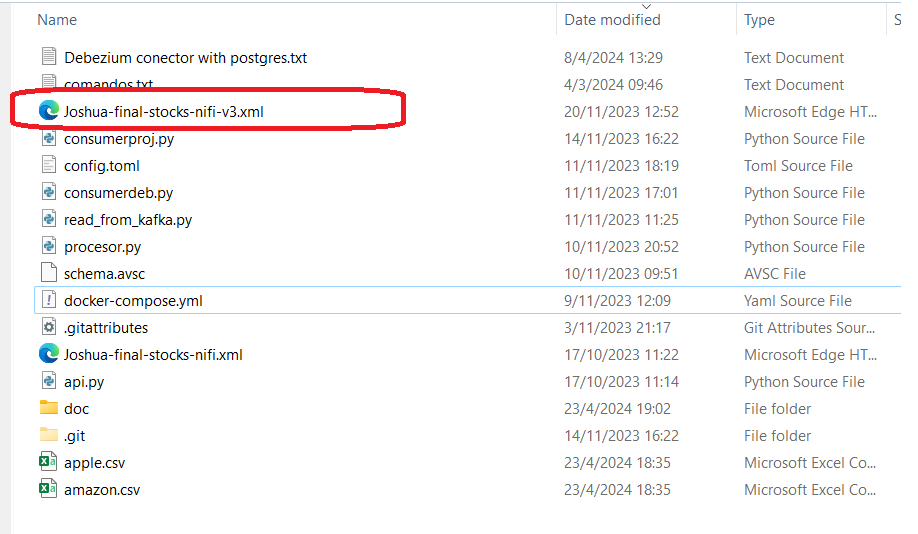 Name Date modified Type S
Debezium conector with postgres.txt 8/4/2024 13:29 Text Document
comandos.txt 4/3/2024 09:46 Text Document
Joshua-final-stocks-nifi-v3.xml 20/11/2023 12:52 Microsoft Edge HT...
consumerproj.py 14/11/2023 16:22 Python Source File
config.toml 11/11/2023 18:19 Toml Source File
consumerdeb.py 11/11/2023 17:01 Python Source File
read_from_kafka.py 11/11/2023 11:25 Python Source File
procesor.py 10/11/2023 20:52 Python Source File
schema.avsc 10/11/2023 09:51 AVSC File
docker-compose.yml 9/11/2023 12:09 Yaml Source File
.gitattributes 3/11/2023 21:17 Git Attributes Sour...
Joshua-final-stocks-nifi.xml 17/10/2023 11:22 Microsoft Edge HT...
api.py 17/10/2023 11:14 Python Source File
doc 23/4/2024 19:02 File folder
.git 14/11/2023 16:22 File folder
apple.csv 23/4/2024 18:35 Microsoft Excel Co...
amazon.csv 23/4/2024 18:35 Microsoft Excel Co...